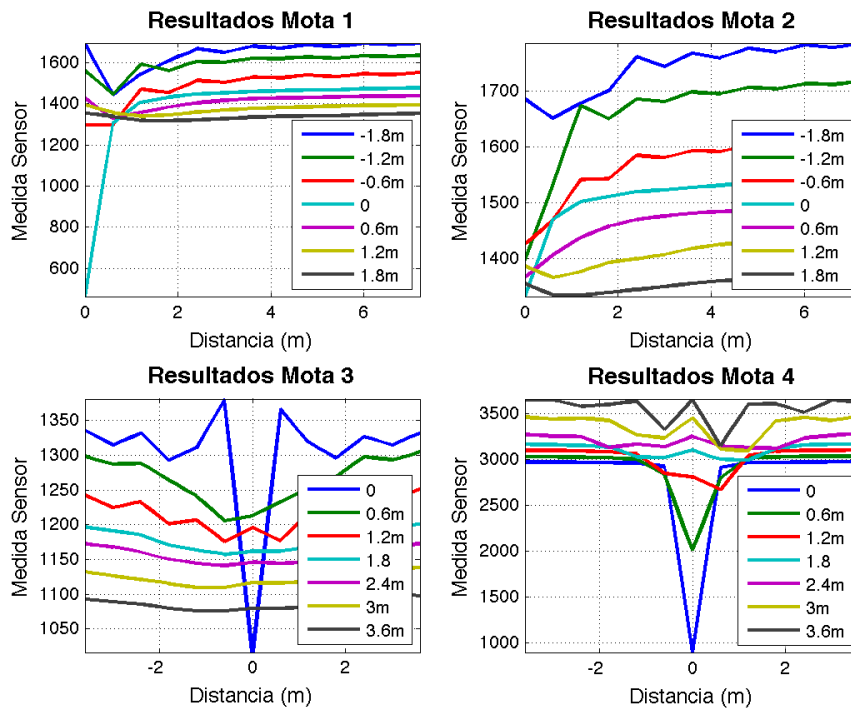 Resultados Mota 1
Medida Sensor
1600
1400
1200
1000
800
600
0
2
4
6
Distancia (m)
-1.8m
-1.2m
-0.6m
0
0.6m
1.2m
1.8m
Resultados Mota 2
Medida Sensor
1700
1600
1500
1400
0
2
4
6
Distancia (m)
-1.8m
-1.2m
-0.6m
0
0.6m
1.2m
1.8m
Resultados Mota 3
Medida Sensor
1350
1300
1250
1200
1150
1100
1050
-2
0
2
Distancia (m)
0
0.6m
1.2m
1.8
2.4m
3m
3.6m
Resultados Mota 4
Medida Sensor
3500
3000
2000
1000
-2
0
2
Distancia (m)
0
0.6m
1.2m
1.8
2.4m
3m
3.6m